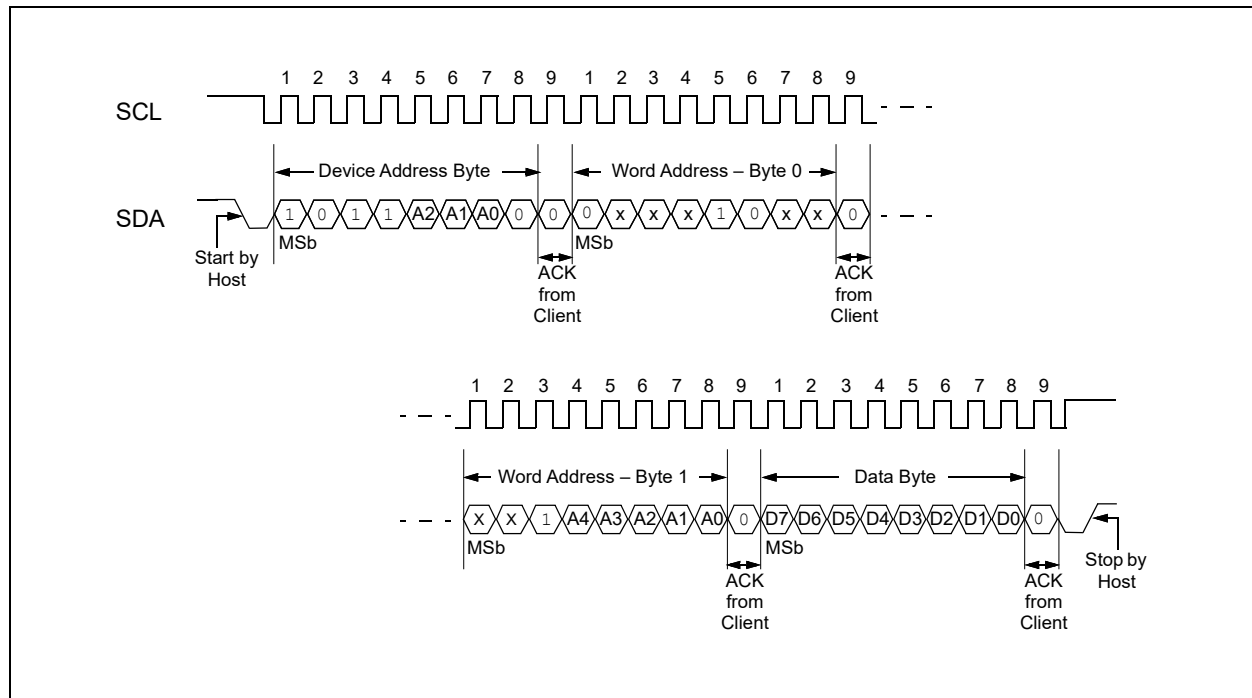 1 2 3 4 5 6 7 8 9 1 2 3 4 5 6 7 8 9
SCL
Device Address Byte
Word Address – Byte 0
SDA
1 0 1 1 A2 A1 A0 0 0 0 x x x 1 0 x x 0
MSb
MSb
Start by
Host
ACK
from
Client
ACK
from
Client
1 2 3 4 5 6 7 8 9 1 2 3 4 5 6 7 8 9
Word Address – Byte 1
Data Byte
x x 1 A4 A3 A2 A1 A0 0 D7 D6 D5 D4 D3 D2 D1 D0 0
MSb
MSb
Stop by
Host
ACK
from
Client
ACK
from
Client